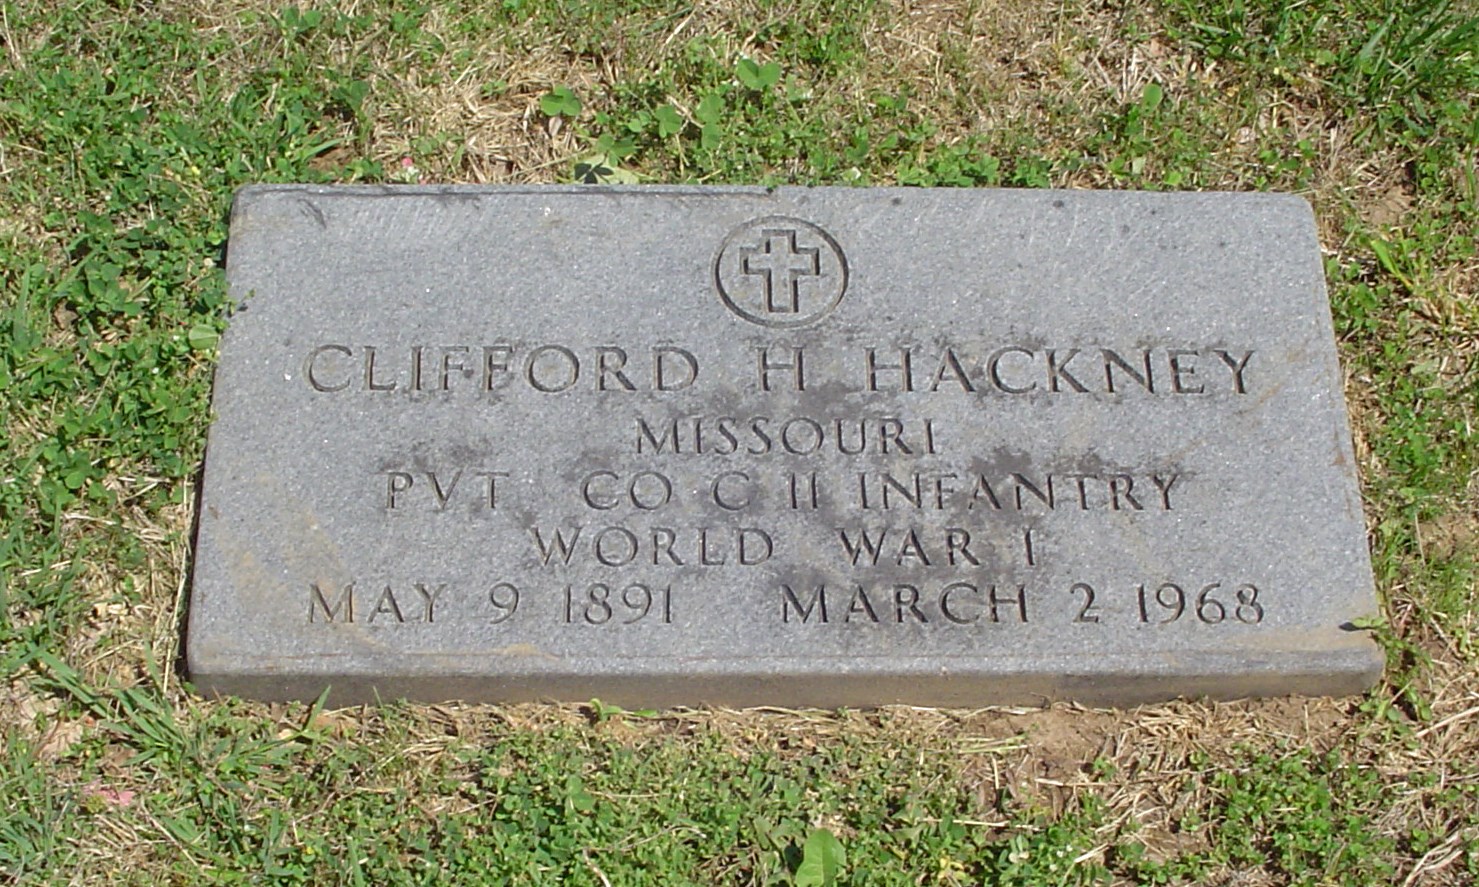 CLIFFORD H HACKNEY
MISSOURI
PVT CO C 11 INFANTRY
WORLD WAR I
MAY 9 1891 MARCH 2 1968